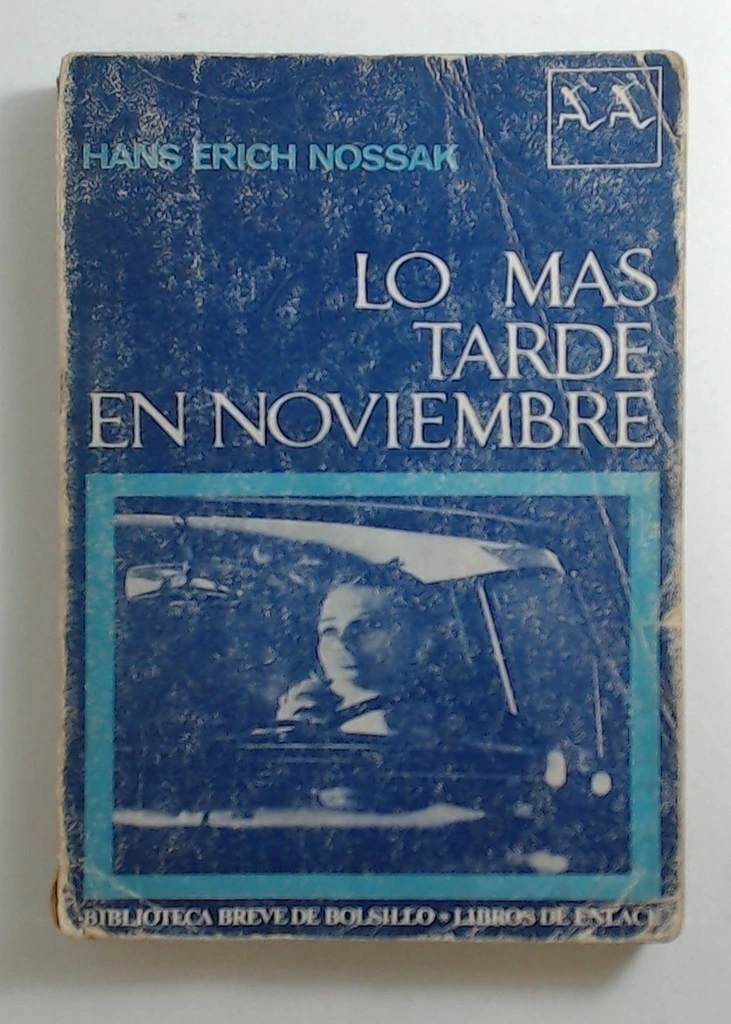 HANS ERICH NOSSAK
LO MAS
TARDE
EN NOVIEMBRE
BIBLIOTECA BREVE DE BOLSILLO • LIBROS DE ENLACE